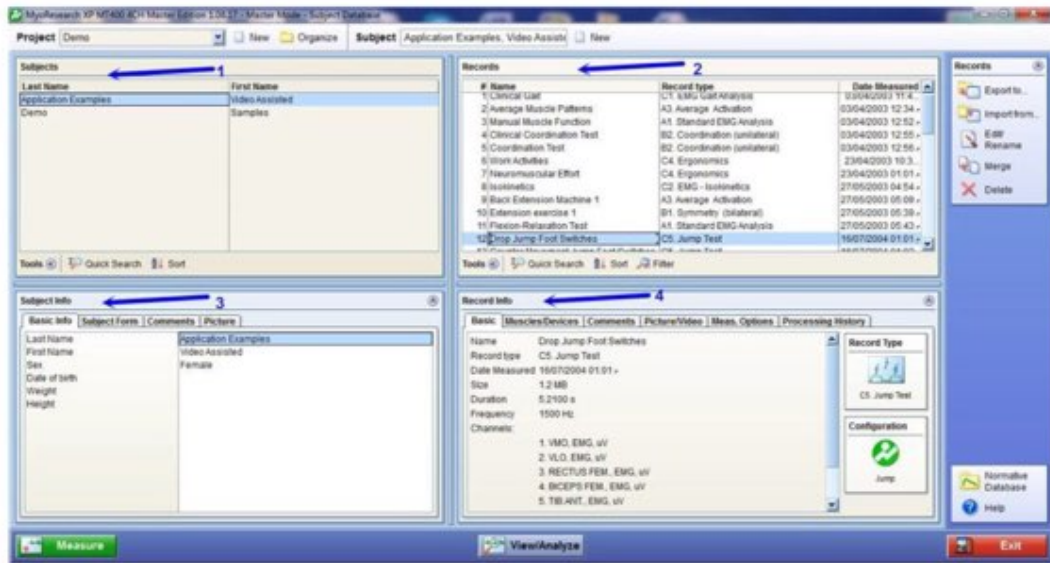 MyoResearch XP MT400 4CH Master Edition 1.08.17 - Master Mode - Subject Database
Project Demo New Organize Subject Application Examples, Video Assiste New
Subjects
1
Last Name First Name
Application Examples Video Assisted
Demo Samples
Tools Quick Search Sort
Records
2
# Name Record type Date Measured
1 Clinical Gait C1. EMG Gait Analysis 03/04/2003 11:4...
2 Average Muscle Patterns A3. Average Activation 03/04/2003 12:34
3 Manual Muscle Function A1. Standard EMG Analysis 03/04/2003 12:52
4 Clinical Coordination Test B2. Coordination (unilateral) 03/04/2003 12:55
5 Coordination Test B2. Coordination (unilateral) 03/04/2003 12:56
6 Work Activities C4. Ergonomics 23/04/2003 10:3...
7 Neuromuscular Effort C4. Ergonomics 23/04/2003 01:01
8 Isokinetics C2. EMG - Isokinetics 27/05/2003 04:54
9 Back Extension Machine 1 A3. Average Activation 27/05/2003 05:09
10 Extension exercise 1 B1. Symmetry (bilateral) 27/05/2003 05:39
11 Flexion-Relaxation Test A1. Standard EMG Analysis 27/05/2003 05:43
12 Drop Jump Foot Switches C5. Jump Test 16/07/2004 01:01
Tools Quick Search Sort Filter
Records
Export to...
Import from...
Edit/
Rename
Merge
Delete
Subject Info
3
Basic Info Subject Form Comments Picture
Last Name Application Examples
First Name Video Assisted
Sex Female
Date of birth
Weight
Height
Record Info
4
Basic Muscles/Devices Comments Picture/Video Meas. Options Processing History
Name Drop Jump Foot Switches
Record type C5. Jump Test
Date Measured 16/07/2004 01:01
Size 1.2 MB
Duration 5.2100 s
Frequency 1500 Hz
Channels:
1. VMO, EMG, uV
2. VLO, EMG, uV
3. RECTUS FEM., EMG, uV
4. BICEPS FEM., EMG, uV
5. TIB.ANT., EMG, uV
Record Type
C5. Jump Test
Configuration
Jump
Normative
Database
Help
Measure
View/Analyze
Exit